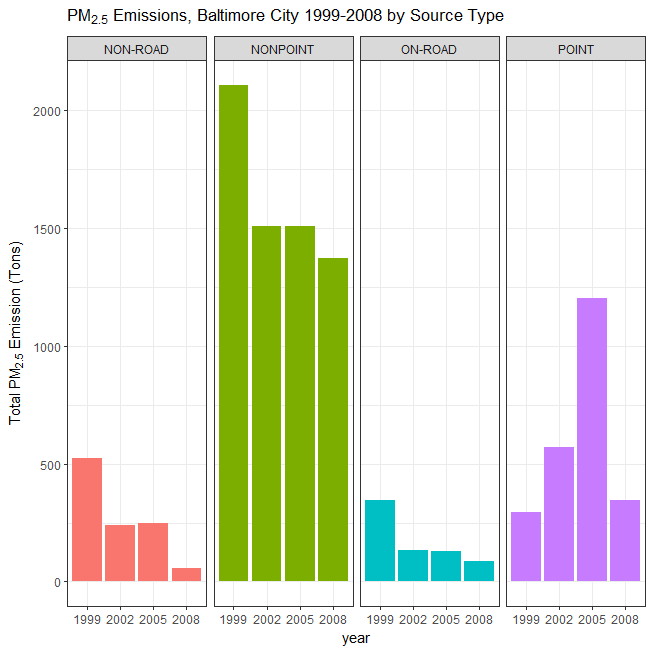 PM2.5 Emissions, Baltimore City 1999-2008 by Source Type
NON-ROAD NONPOINT ON-ROAD POINT
Total PM2.5 Emission (Tons)
2000
1500
1000
500
0
1999 2002 2005 2008 1999 2002 2005 2008 1999 2002 2005 2008 1999 2002 2005 2008
year